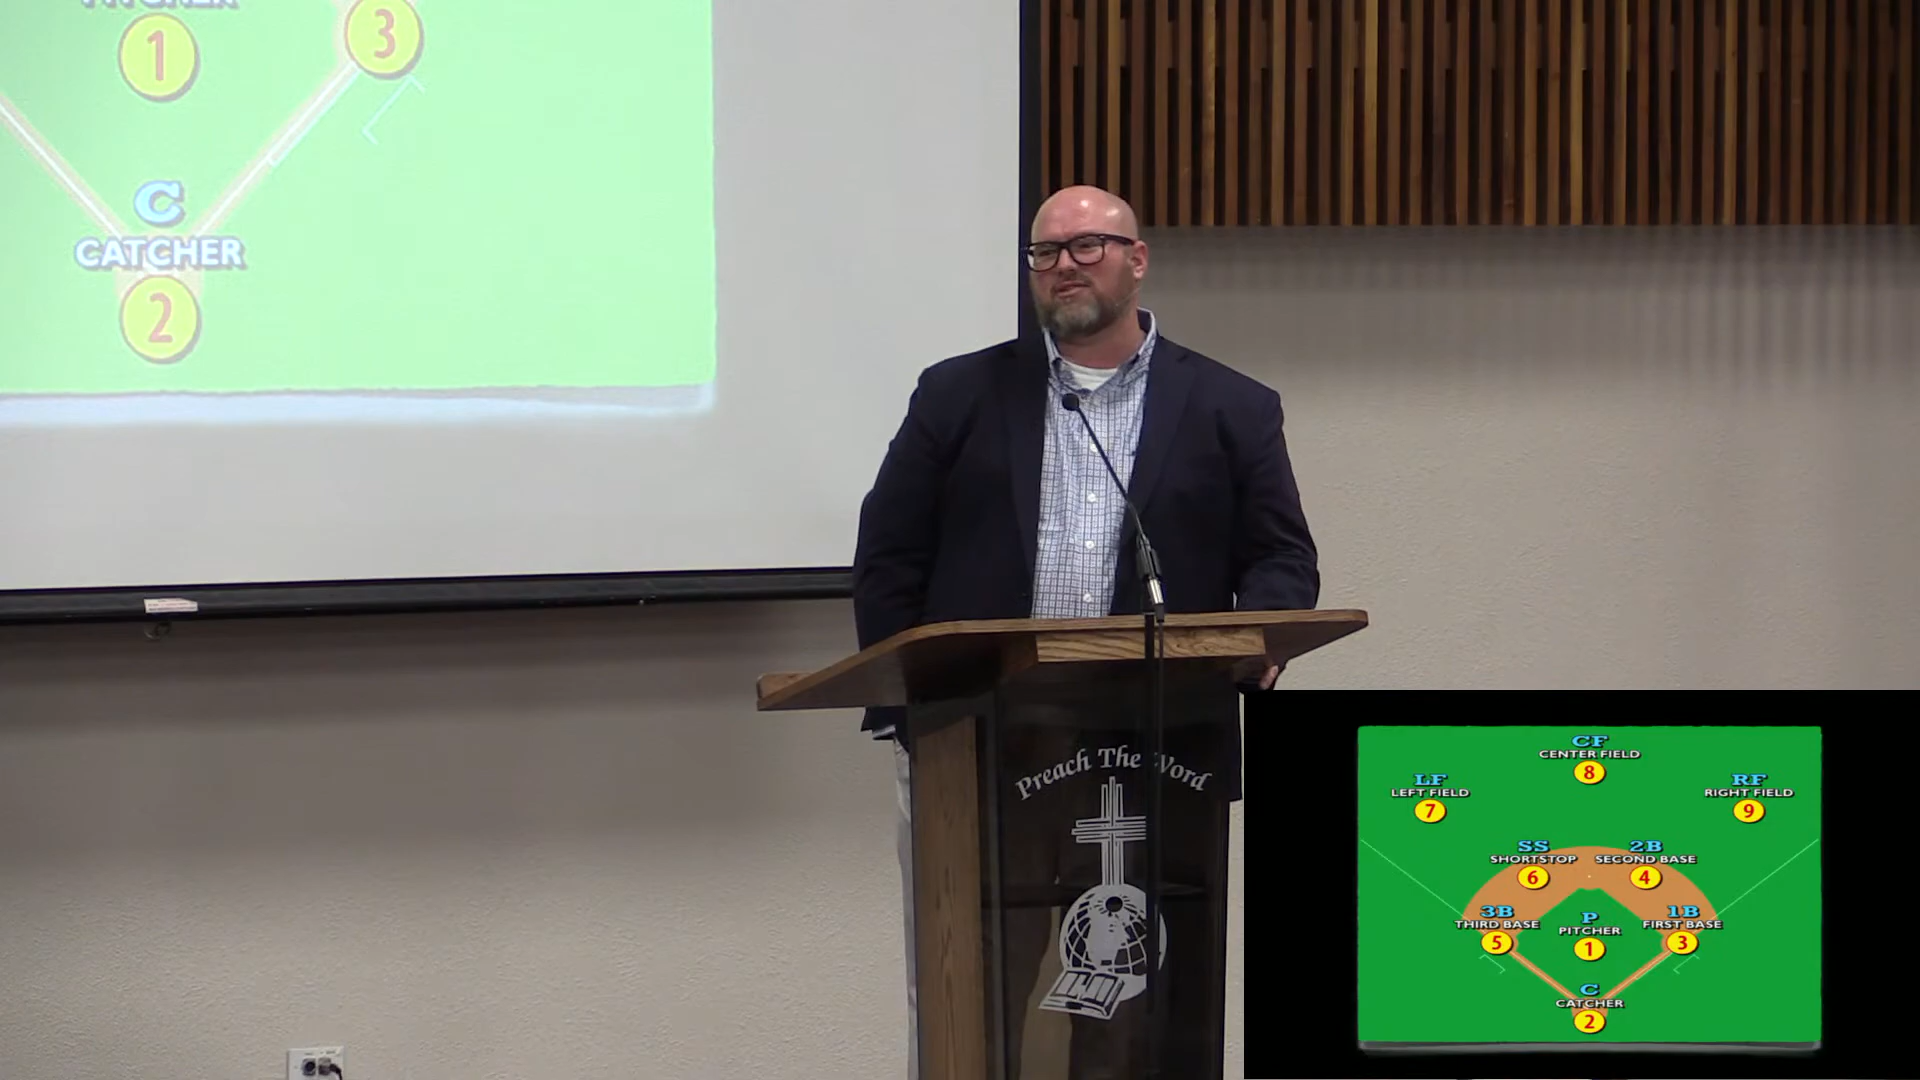 PITCHER
1
3
C
CATCHER
2
Preach The Word
CF
CENTER FIELD
8
LF
LEFT FIELD
7
RF
RIGHT FIELD
9
SS
SHORTSTOP
6
2B
SECOND BASE
4
3B
THIRD BASE
5
P
PITCHER
1
1B
FIRST BASE
3
C
CATCHER
2